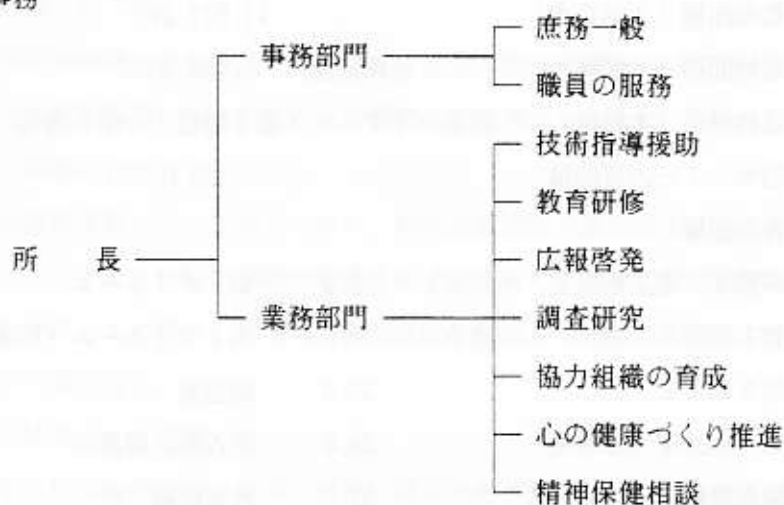 庶務一般
事務部門
職員の服務
技術指導援助
教育研修
所長
広報啓発
業務部門
調査研究
協力組織の育成
心の健康づくり推進
精神保健相談